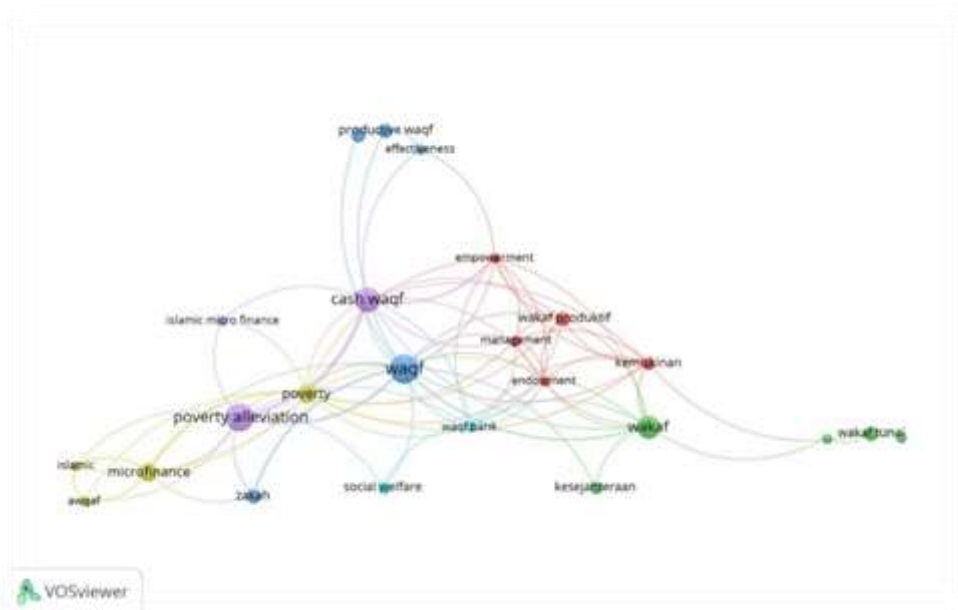 productive waqf
effectiveness
empowerment
cash waqf
wakaf produktif
islamic micro finance
management
kemiskinan
waqf
endowment
poverty
poverty alleviation
waqf bank
wakaf
wakaf tunai
islamic
microfinance
awqaf
zakah
social welfare
kesejahteraan
VOSviewer